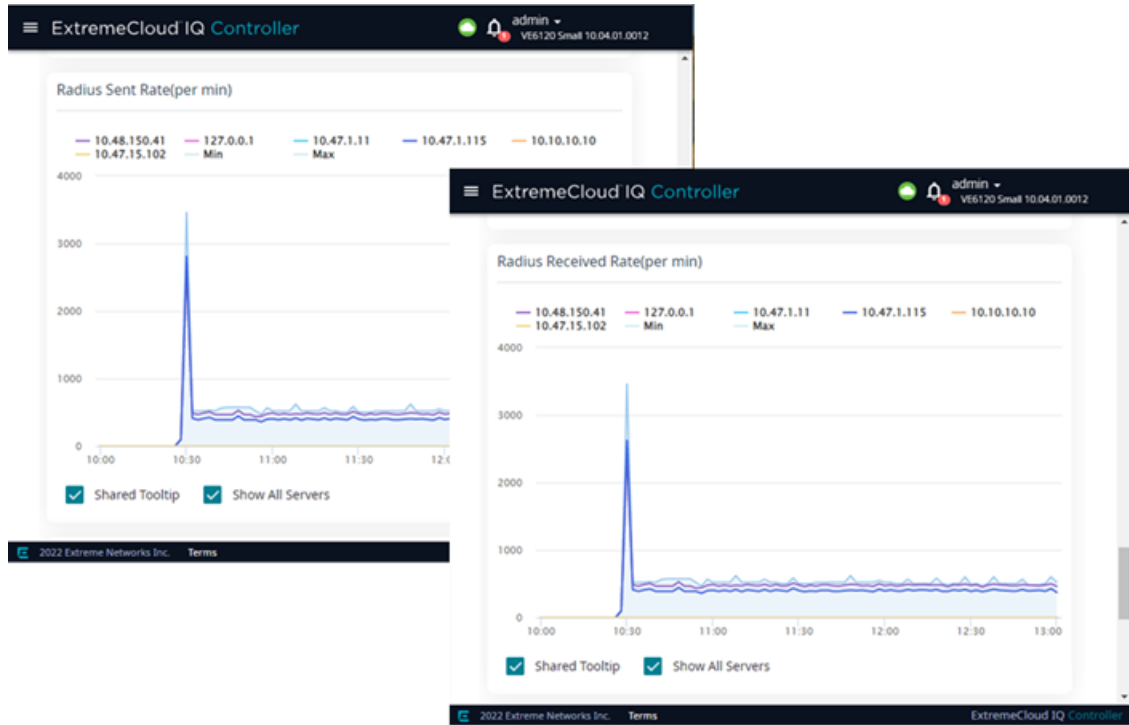 ExtremeCloud IQ Controller
admin
1
VE6120 Small 10.04.01.0012
Radius Sent Rate(per min)
10.48.150.41 127.0.0.1 10.47.1.11 10.47.1.115 10.10.10.10
10.47.15.102 Min Max
4000
3000
2000
1000
0
10:00 10:30 11:00 11:30 12:0
Shared Tooltip Show All Servers
2022 Extreme Networks Inc. Terms
ExtremeCloud IQ Controller
admin
1
VE6120 Small 10.04.01.0012
Radius Received Rate(per min)
10.48.150.41 127.0.0.1 10.47.1.11 10.47.1.115 10.10.10.10
10.47.15.102 Min Max
4000
3000
2000
1000
0
10:00 10:30 11:00 11:30 12:00 12:30 13:00
Shared Tooltip Show All Servers
2022 Extreme Networks Inc. Terms ExtremeCloud IQ Controller